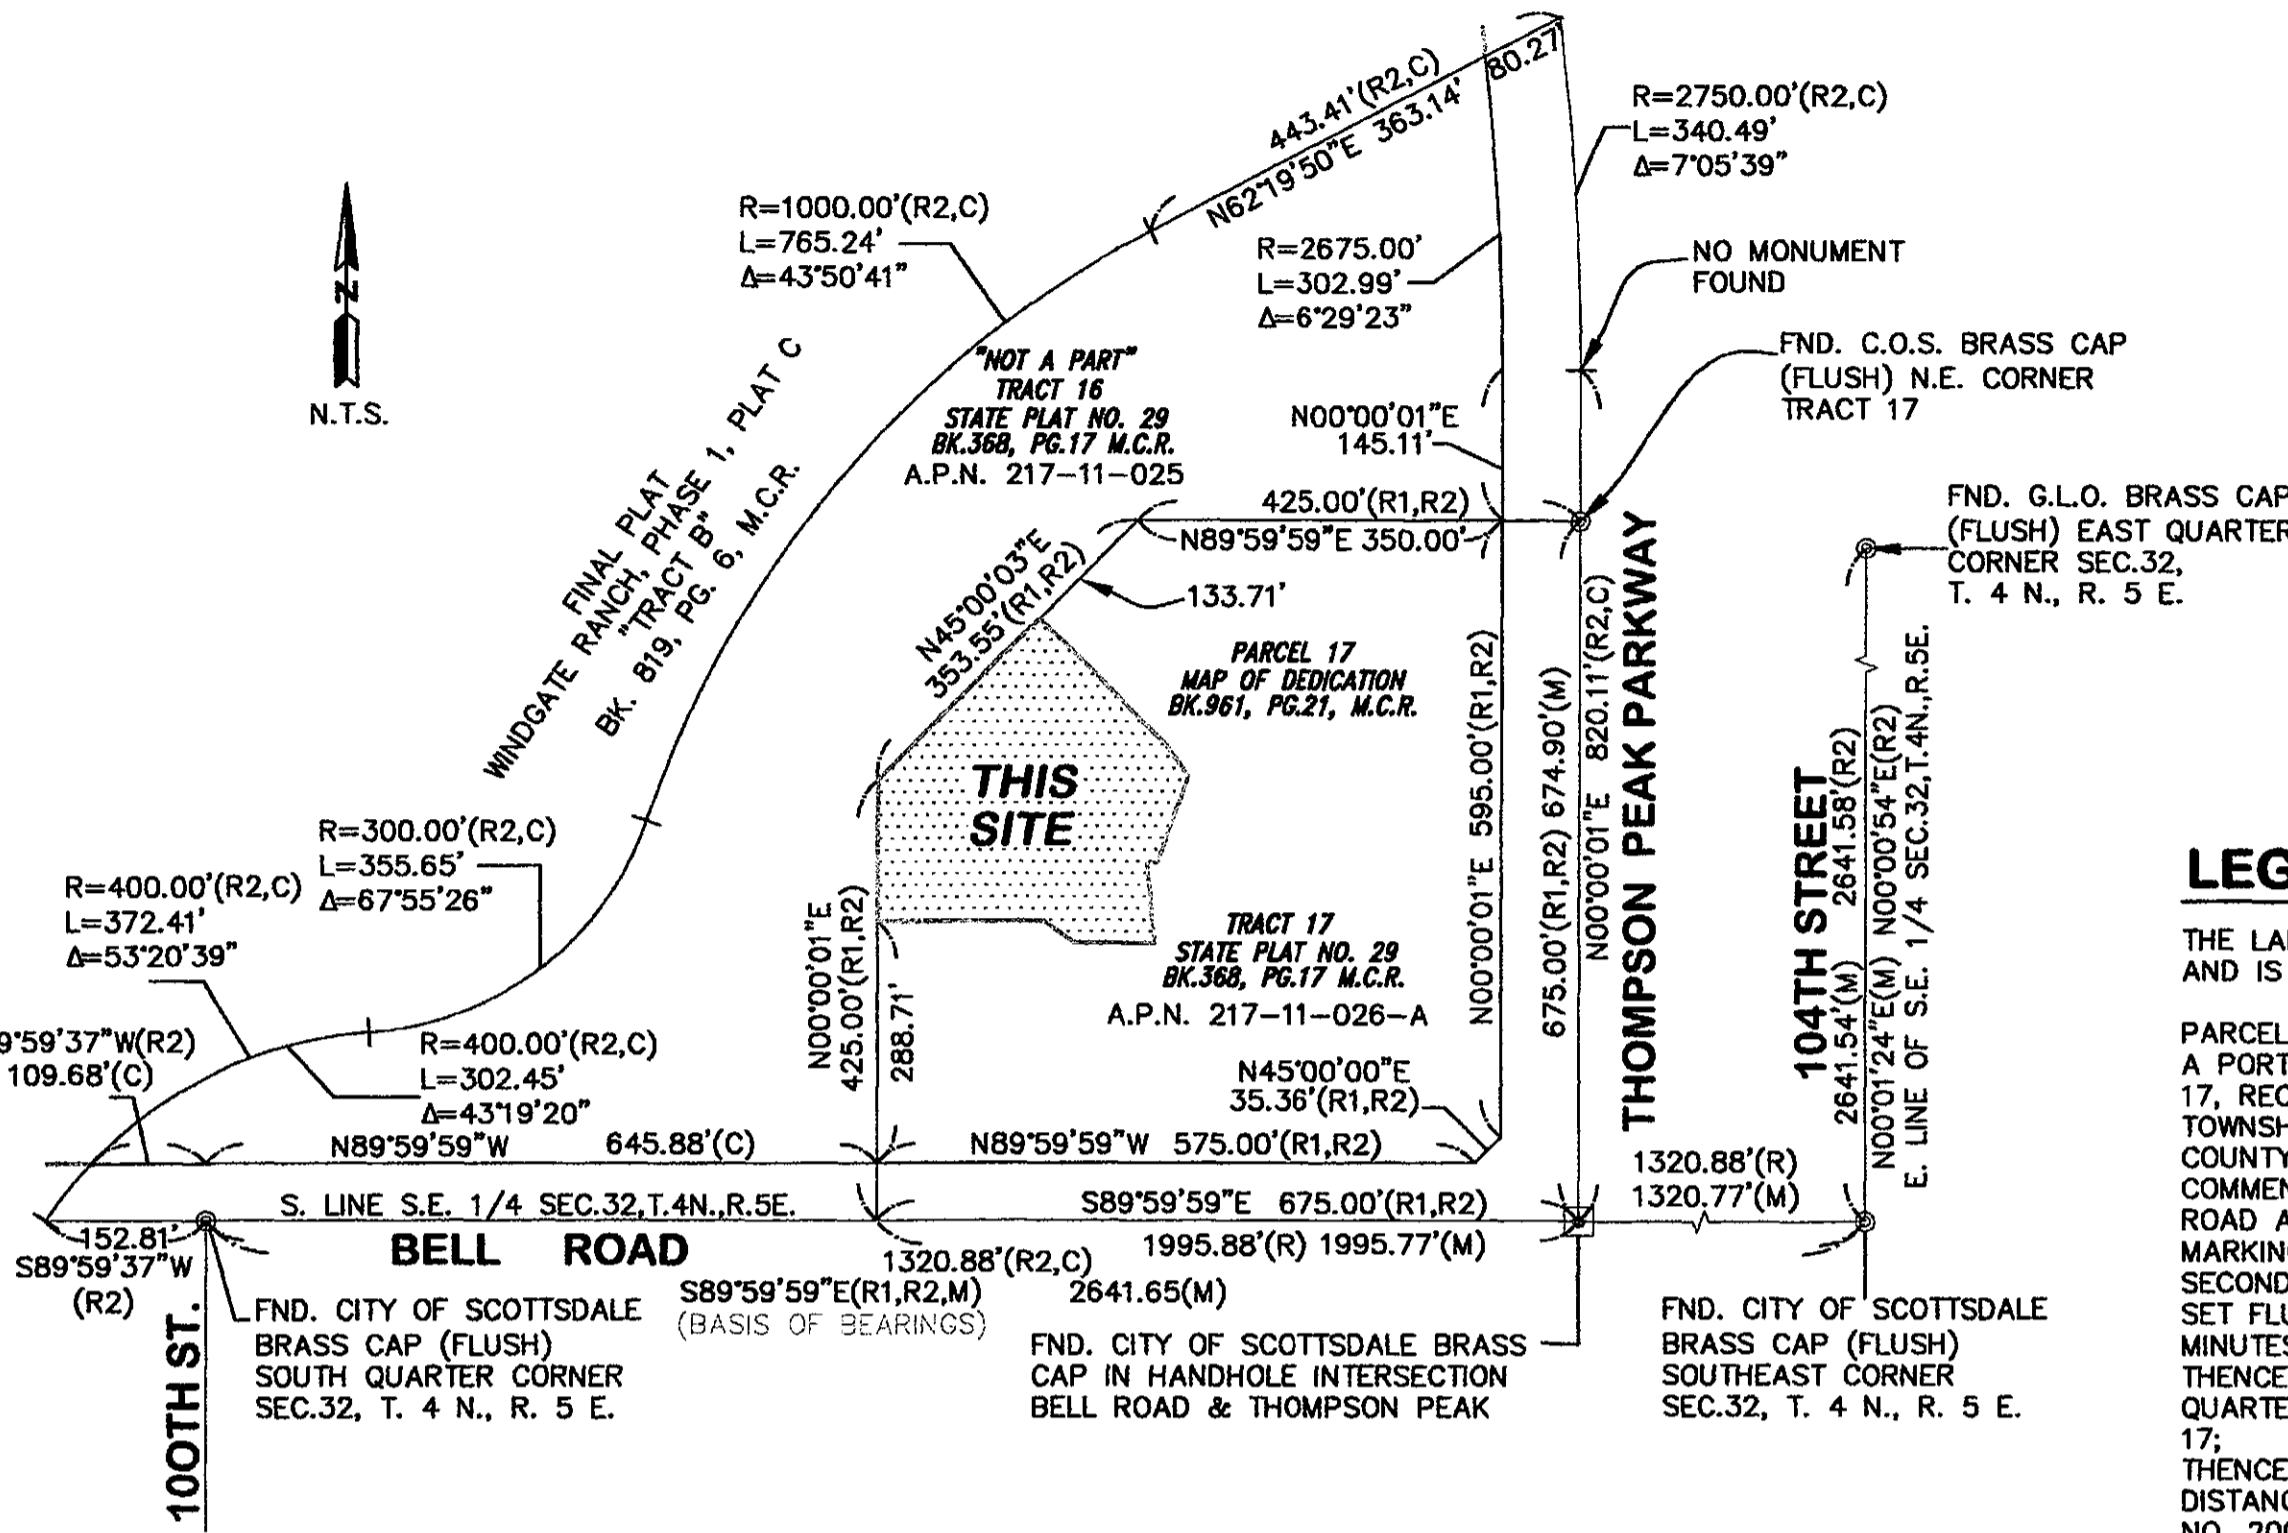 443.41'(R2,C)
N62°19'50"E 363.14'
80.27'
R=2750.00'(R2,C)
L=340.49'
Δ=7°05'39"
R=1000.00'(R2,C)
L=765.24'
Δ=43°50'41"
R=2675.00'
L=302.99'
Δ=6°29'23"
NO MONUMENT
FOUND
N
N.T.S.
"NOT A PART"
TRACT 16
STATE PLAT NO. 29
BK.368, PG.17 M.C.R.
A.P.N. 217-11-025
FND. C.O.S. BRASS CAP
(FLUSH) N.E. CORNER
TRACT 17
N00°00'01"E
145.11'
FINAL PLAT
WINDGATE RANCH, PHASE 1, PLAT C
"TRACT B"
BK. 819, PG. 6, M.C.R.
425.00'(R1,R2)
N89°59'59"E 350.00'
FND. G.L.O. BRASS CAP
(FLUSH) EAST QUARTER
CORNER SEC.32,
T. 4 N., R. 5 E.
N45°00'03"E
353.55'(R1,R2)
133.71'
PARCEL 17
MAP OF DEDICATION
BK.961, PG.21, M.C.R.
THIS
SITE
N00°00'01"E 595.00'(R1,R2)
675.00'(R1,R2) 674.90'(M)
N00°00'01"E 820.11'(R2,C)
THOMPSON PEAK PARKWAY
104TH STREET
2641.54'(M) 2641.58'(R2)
N00°01'24"E(M) N00°00'54"E(R2)
E. LINE OF S.E. 1/4 SEC.32,T.4N.,R.5E.
R=300.00'(R2,C)
L=355.65'
Δ=67°55'26"
R=400.00'(R2,C)
L=372.41'
Δ=53°20'39"
N00°00'01"E
425.00'(R1,R2)
288.71'
TRACT 17
STATE PLAT NO. 29
BK.368, PG.17 M.C.R.
A.P.N. 217-11-026-A
9°59'37"W(R2)
109.68'(C)
R=400.00'(R2,C)
L=302.45'
Δ=43°19'20"
N45°00'00"E
35.36'(R1,R2)
N89°59'59"W 645.88'(C)
N89°59'59"W 575.00'(R1,R2)
1320.88'(R)
1320.77'(M)
S. LINE S.E. 1/4 SEC.32,T.4N.,R.5E.
S89°59'59"E 675.00'(R1,R2)
152.81'
S89°59'37"W
(R2)
BELL ROAD
1995.88'(R) 1995.77'(M)
1320.88'(R2,C)
S89°59'59"E(R1,R2,M) 2641.65(M)
(BASIS OF BEARINGS)
100TH ST.
FND. CITY OF SCOTTSDALE
BRASS CAP (FLUSH)
SOUTH QUARTER CORNER
SEC.32, T. 4 N., R. 5 E.
FND. CITY OF SCOTTSDALE BRASS
CAP IN HANDHOLE INTERSECTION
BELL ROAD & THOMPSON PEAK
FND. CITY OF SCOTTSDALE
BRASS CAP (FLUSH)
SOUTHEAST CORNER
SEC.32, T. 4 N., R. 5 E.
LEG
THE LA
AND IS
PARCEL
A PORT
17, REC
TOWNSH
COUNTY
COMMEN
ROAD A
MARKIN
SECOND
SET FLU
MINUTES
THENCE
QUARTE
17;
THENCE
DISTANC